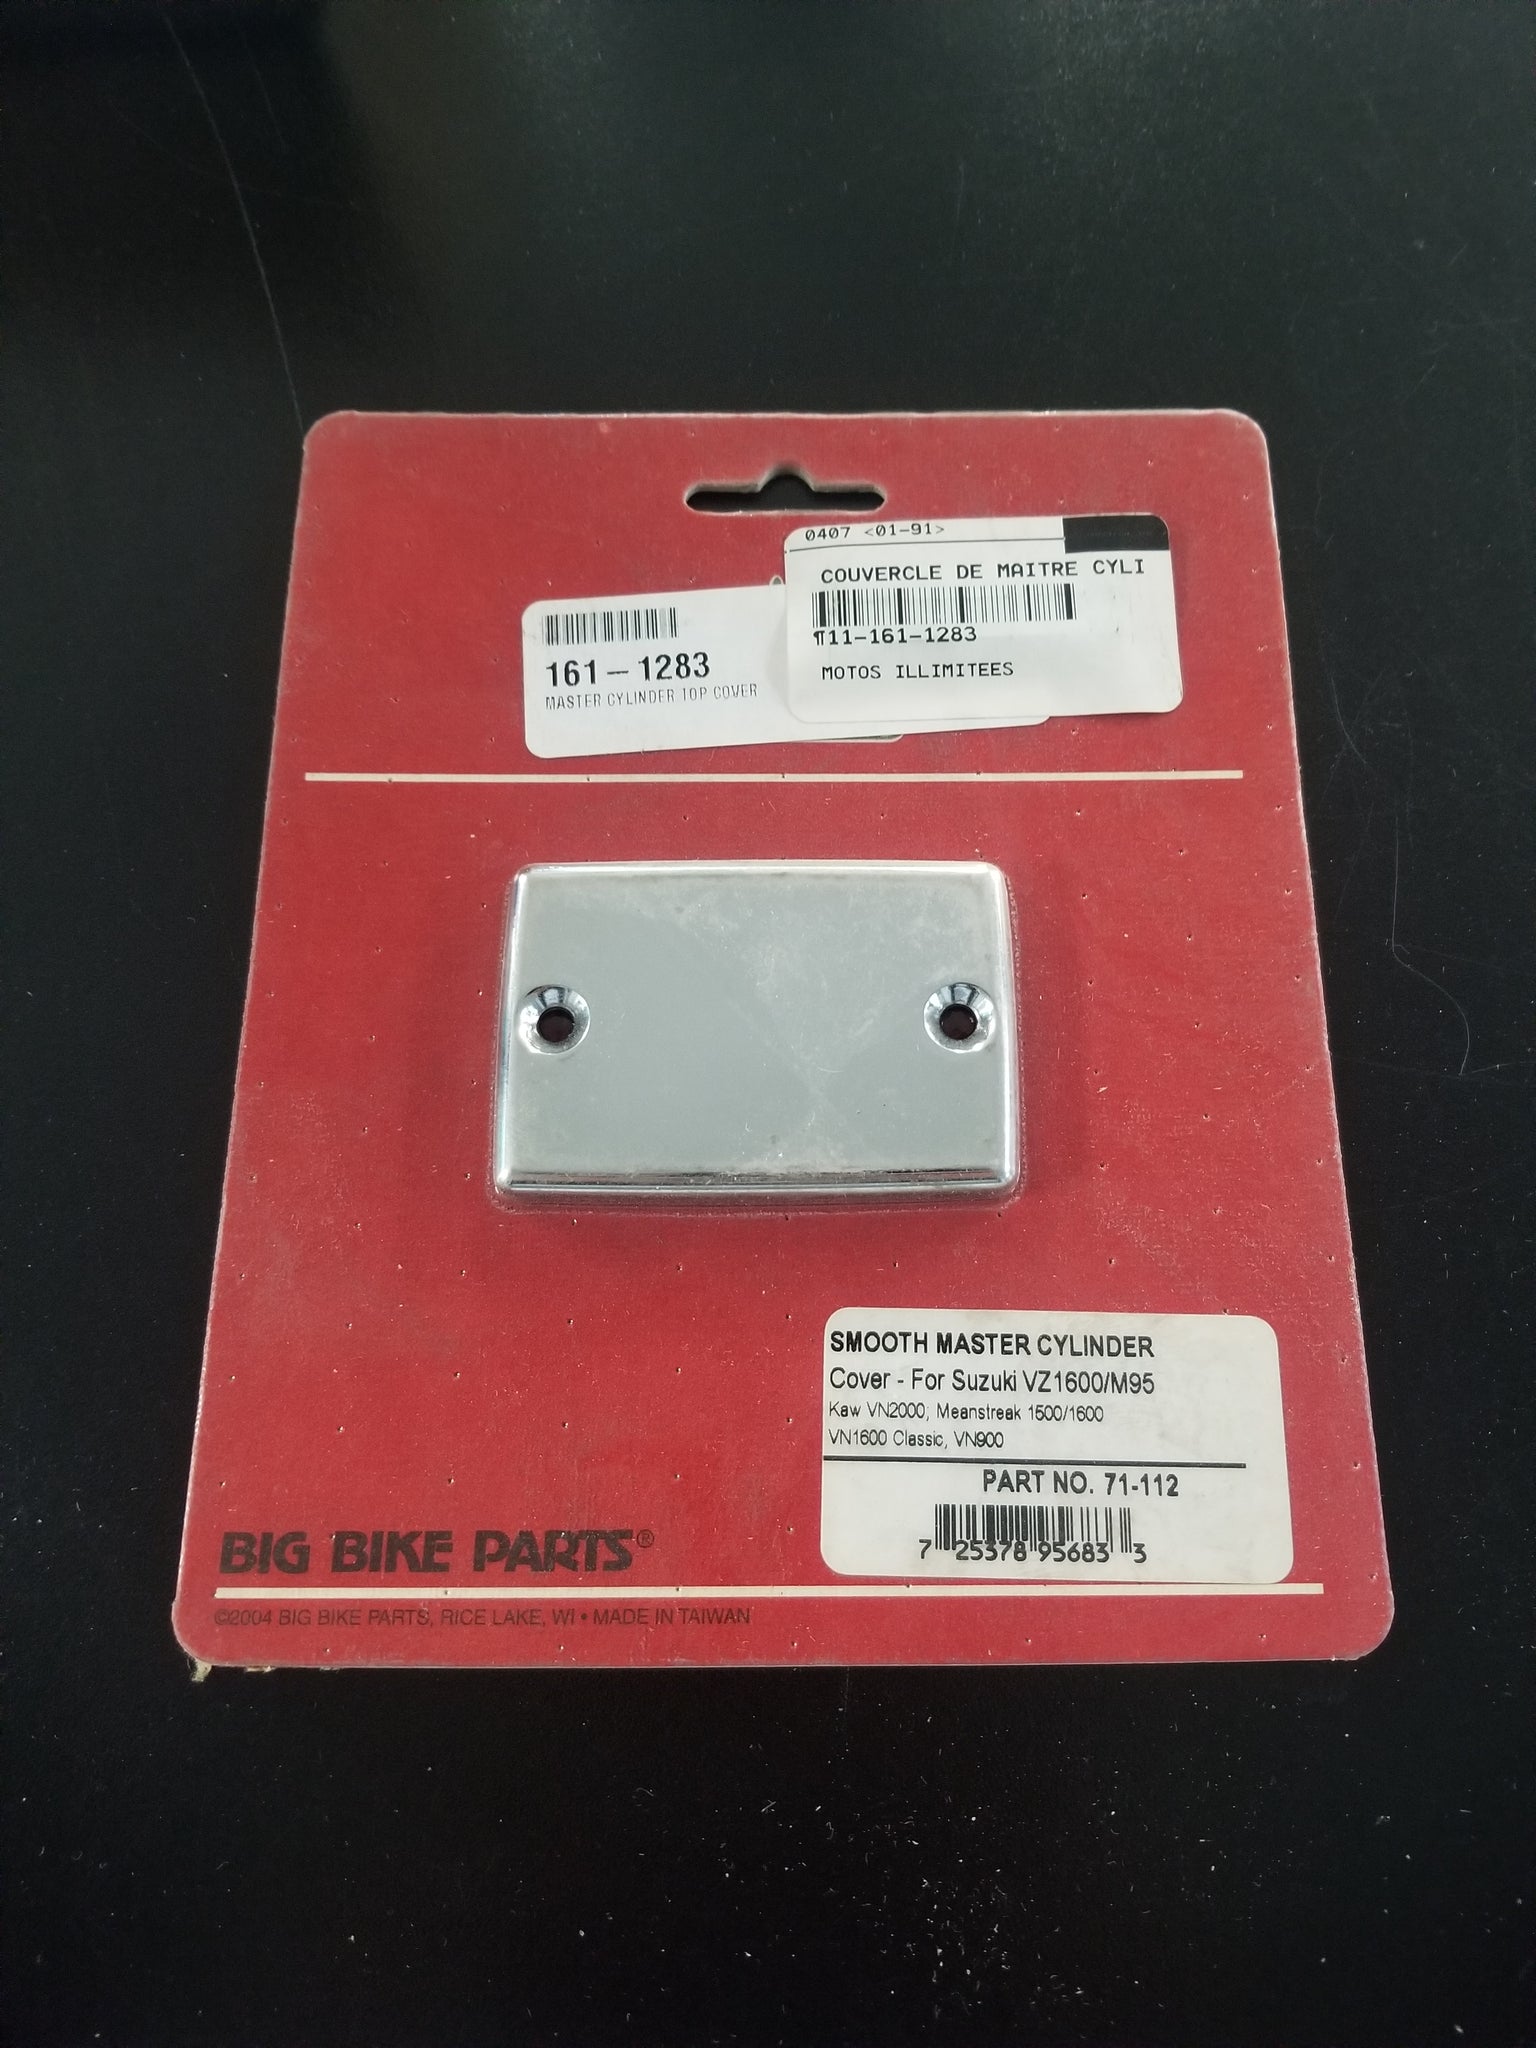 0407 <01-91>
COUVERCLE DE MAITRE CYLI
¶11-161-1283
MOTOS ILLIMITEES
161-1283
MASTER CYLINDER TOP COVER
SMOOTH MASTER CYLINDER
Cover - For Suzuki VZ1600/M95
Kaw VN2000; Meanstreak 1500/1600
VN1600 Classic, VN900
PART NO. 71-112
7 25378 95683 3
BIG BIKE PARTS®
©2004 BIG BIKE PARTS, RICE LAKE, WI • MADE IN TAIWAN